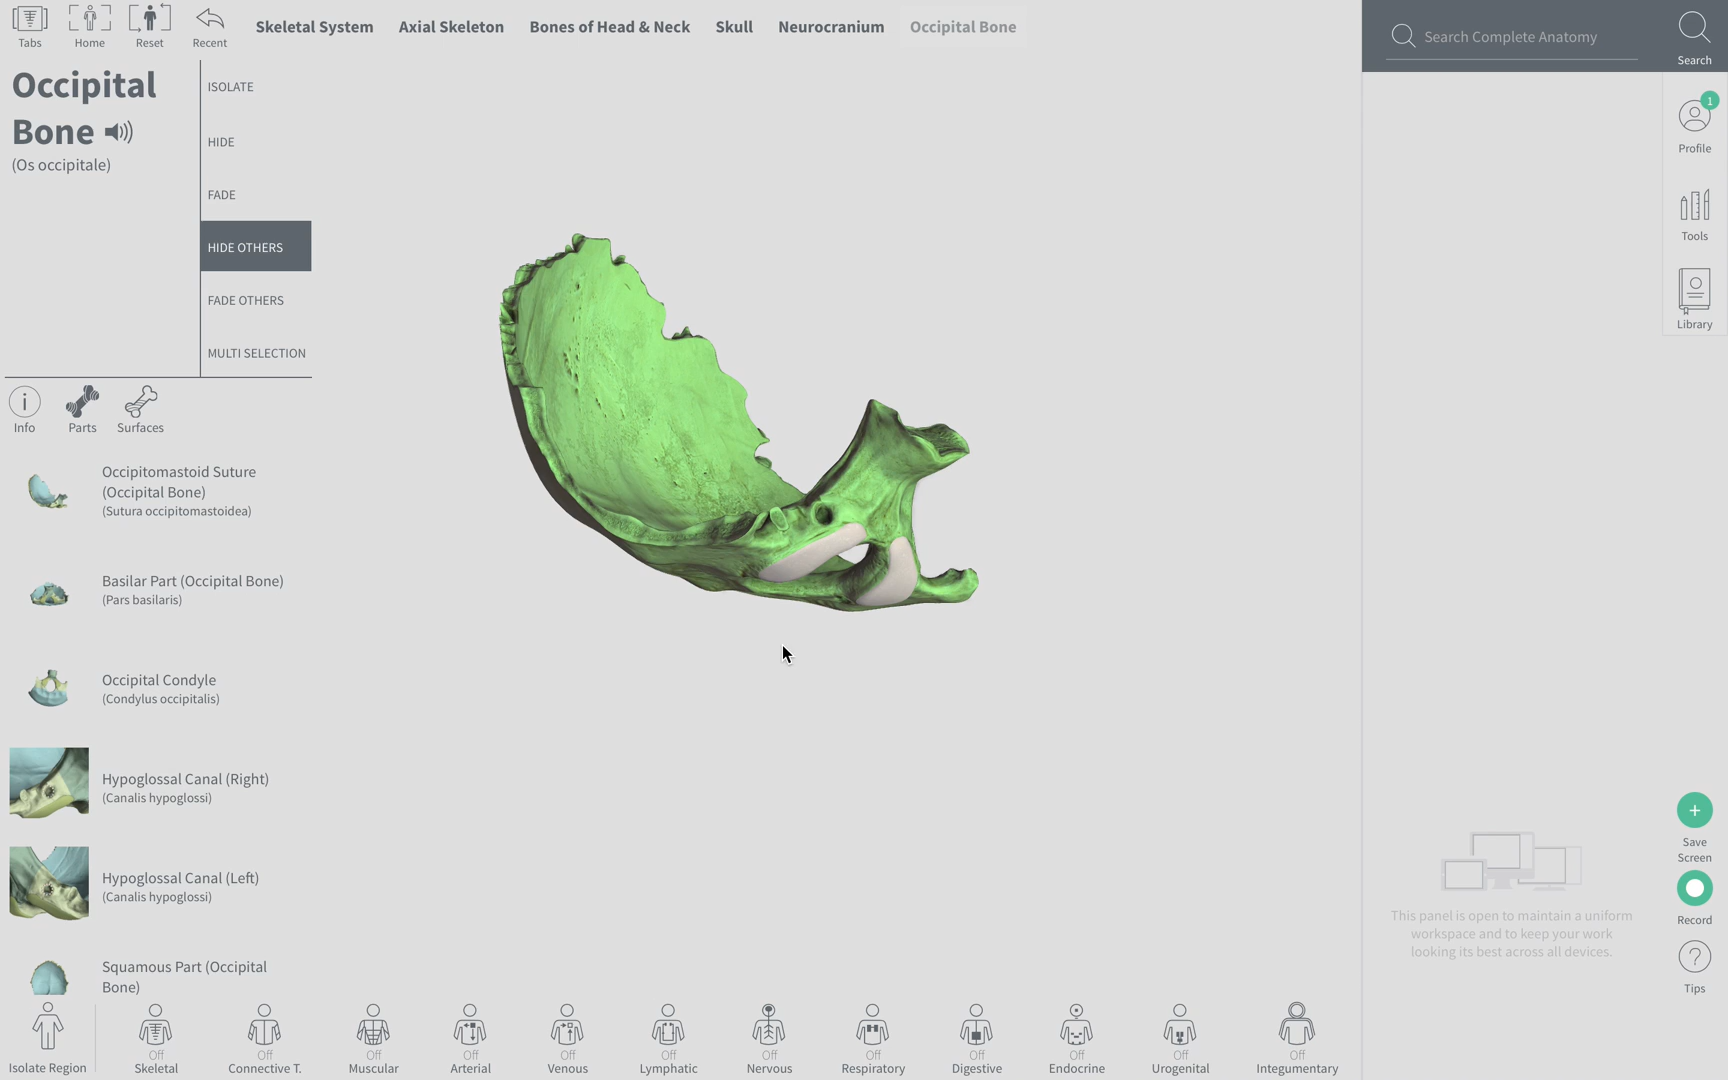 Tabs
Home
Reset
Recent
Skeletal System
Axial Skeleton
Bones of Head & Neck
Skull
Neurocranium
Occipital Bone
Search Complete Anatomy
Search
Occipital
Bone
(Os occipitale)
ISOLATE
HIDE
FADE
HIDE OTHERS
FADE OTHERS
MULTI SELECTION
i
Info
Parts
Surfaces
Occipitomastoid Suture
(Occipital Bone)
(Sutura occipitomastoidea)
Basilar Part (Occipital Bone)
(Pars basilaris)
Occipital Condyle
(Condylus occipitalis)
Hypoglossal Canal (Right)
(Canalis hypoglossi)
Hypoglossal Canal (Left)
(Canalis hypoglossi)
Squamous Part (Occipital
Bone)
1
Profile
Tools
Library
+
Save
Screen
Record
?
Tips
This panel is open to maintain a uniform
workspace and to keep your work
looking its best across all devices.
Isolate Region
Off
Skeletal
Off
Connective T.
Off
Muscular
Off
Arterial
Off
Venous
Off
Lymphatic
Off
Nervous
Off
Respiratory
Off
Digestive
Off
Endocrine
Off
Urogenital
Off
Integumentary